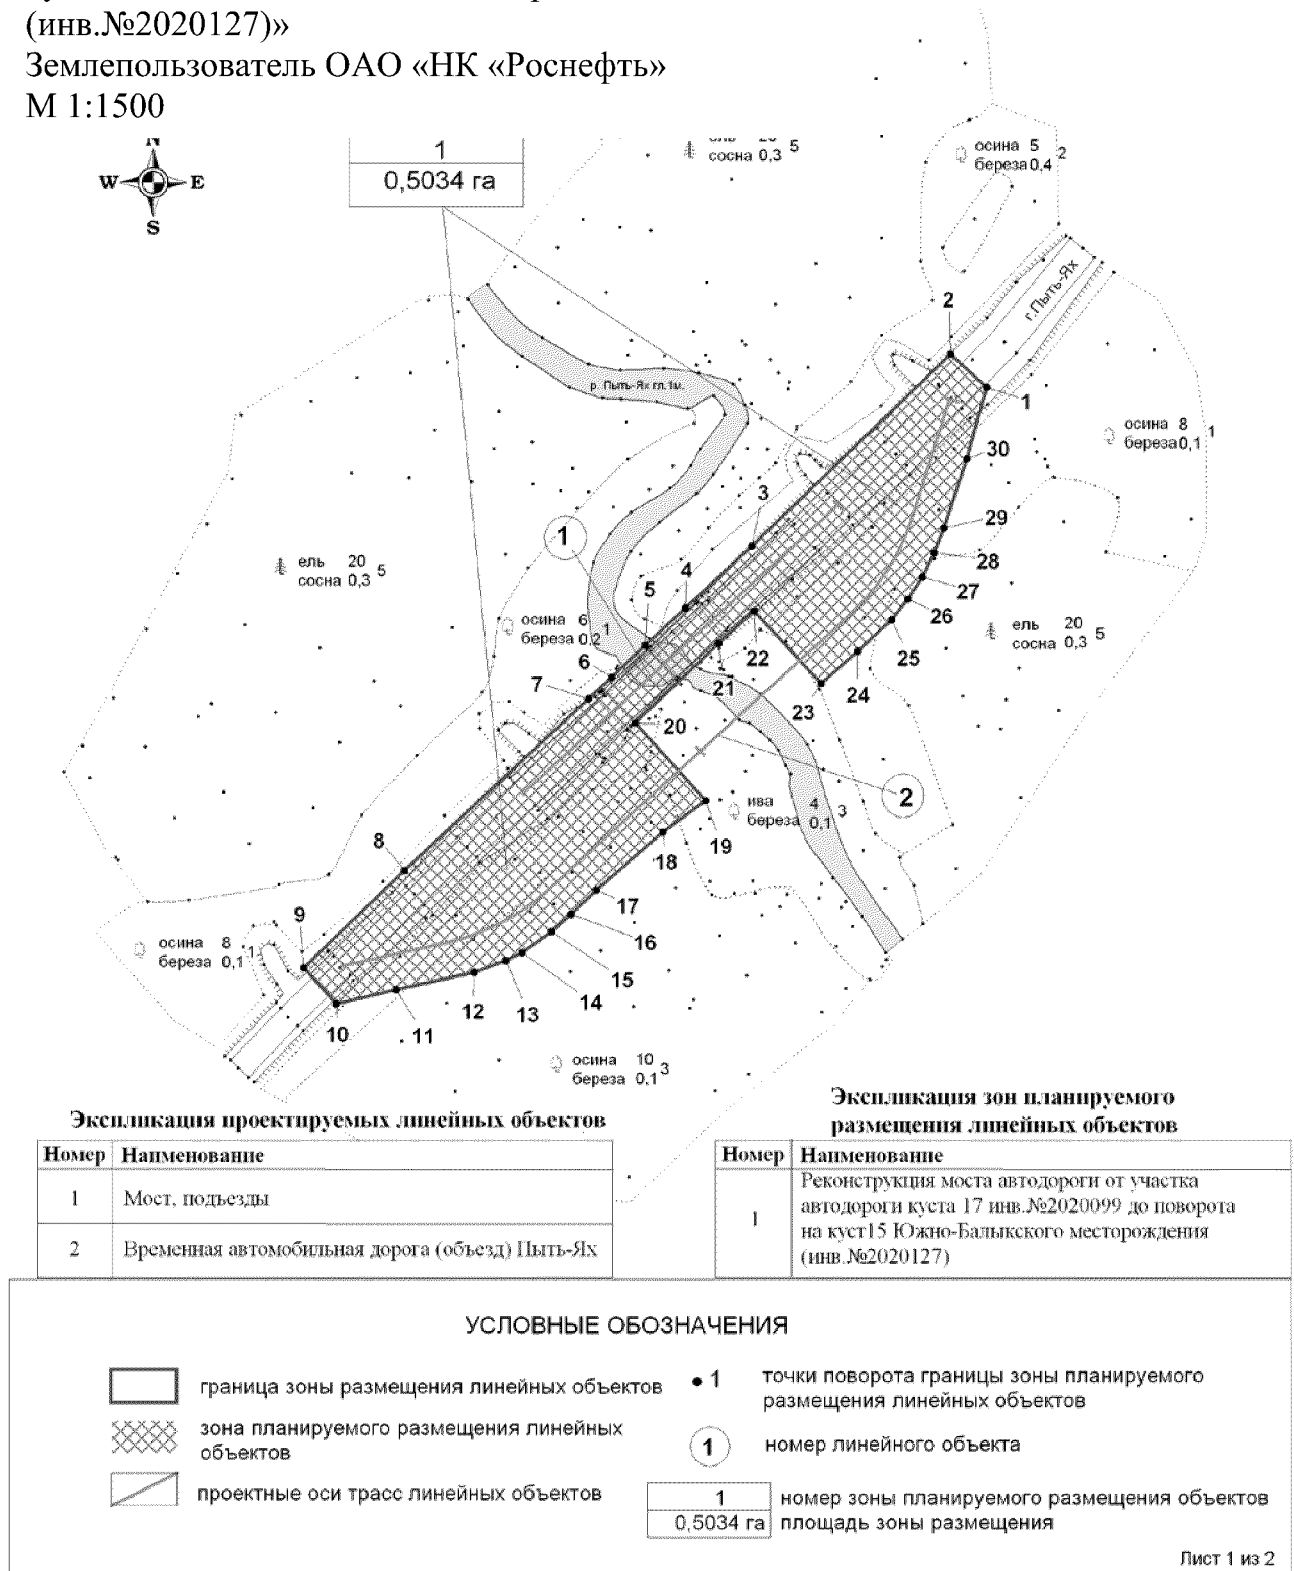 (инв.№2020127)»
Землепользователь ОАО «НК «Роснефть»
М 1:1500
N
W E
S
1
0,5034 га
5
сосна 0,3
осина 5 2
береза 0,4
г.Пыть-Ях
2
р. Пыть-Ях гл.1м.
1
осина 8 1
береза 0,1
30
3
1
29
28
ель 20 5
сосна 0,3
4
5
27
26
осина 6 1
береза 0.2
ель 20 5
сосна 0,3
22
25
6
7
21
24
23
20
2
ива 4 3
береза 0,1
19
18
8
17
9
16
осина 8 1
береза 0,1
15
14
12
13
10
11
осина 10 3
береза 0,1
Экспликация проектируемых линейных объектов
Номер Наименование
1 Мост, подъезды
2 Временная автомобильная дорога (объезд) Пыть-Ях
Экспликация зон планируемого
размещения линейных объектов
Номер Наименование
1
Реконструкция моста автодороги от участка
автодороги куста 17 инв.№2020099 до поворота
на куст15 Южно-Балыкского месторождения
(инв.№2020127)
УСЛОВНЫЕ ОБОЗНАЧЕНИЯ
граница зоны размещения линейных объектов
зона планируемого размещения линейных
объектов
проектные оси трасс линейных объектов
1 точки поворота границы зоны планируемого
размещения линейных объектов
1 номер линейного объекта
1 номер зоны планируемого размещения объектов
0,5034 га площадь зоны размещения
Лист 1 из 2